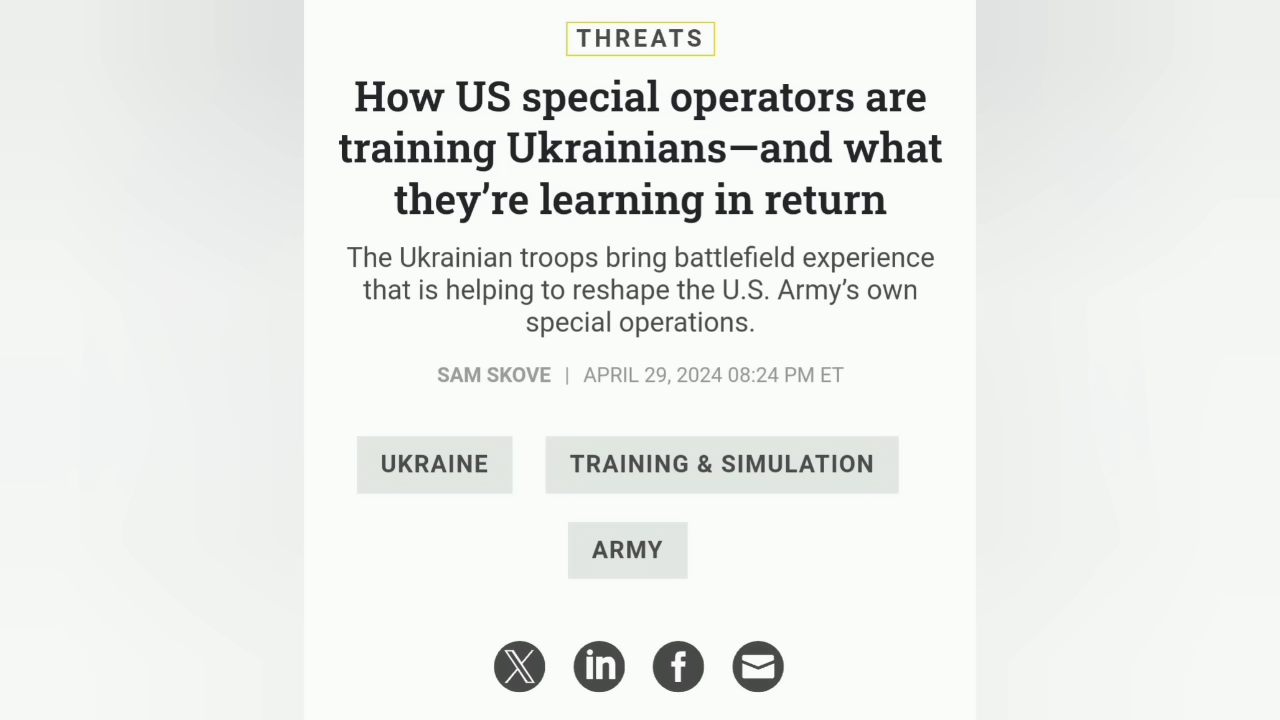 THREATS
How US special operators are
training Ukrainians—and what
they’re learning in return
The Ukrainian troops bring battlefield experience
that is helping to reshape the U.S. Army’s own
special operations.
SAM SKOVE | APRIL 29, 2024 08:24 PM ET
UKRAINE
TRAINING & SIMULATION
ARMY